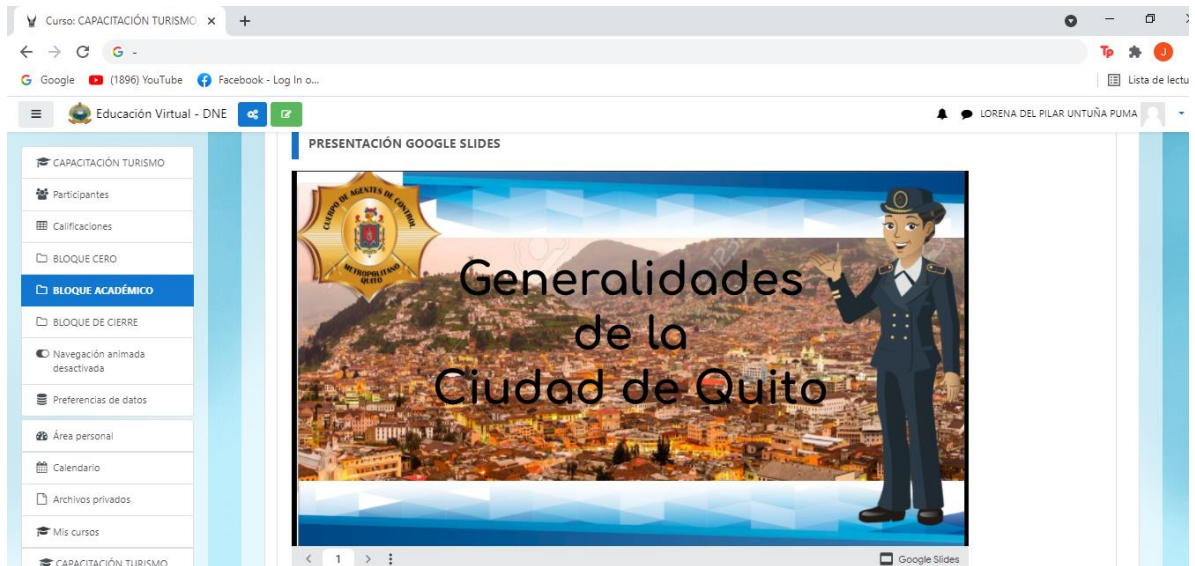 Curso: CAPACITACIÓN TURISMO
G -
Google
(1896) YouTube
Facebook - Log In o...
Lista de lectu
Educación Virtual - DNE
LORENA DEL PILAR UNTUÑA PUMA
CAPACITACIÓN TURISMO
Participantes
Calificaciones
BLOQUE CERO
BLOQUE ACADÉMICO
BLOQUE DE CIERRE
Navegación animada
desactivada
Preferencias de datos
Área personal
Calendario
Archivos privados
Mis cursos
CAPACITACIÓN TURISMO
PRESENTACIÓN GOOGLE SLIDES
CUERPO DE AGENTES DE CONTROL
METROPOLITANO
QUITO
Generalidades
de la
Ciudad de Quito
1
Google Slides
Tp
J